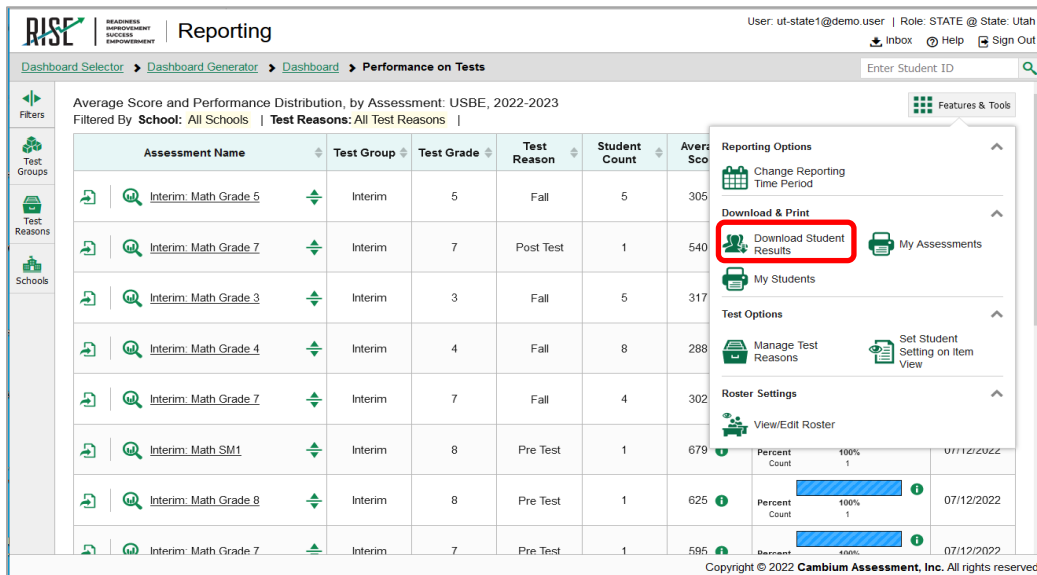 RISE READINESS IMPROVEMENT SUCCESS EMPOWERMENT Reporting
User: ut-state1@demo.user | Role: STATE @ State: Utah
Inbox Help Sign Out
Dashboard Selector Dashboard Generator Dashboard Performance on Tests
Enter Student ID
Filters
Test Groups
Test Reasons
Schools
Average Score and Performance Distribution, by Assessment: USBE, 2022-2023
Filtered By School: All Schools | Test Reasons: All Test Reasons |
Features & Tools
Assessment Name Test Group Test Grade Test Reason Student Count
Interim: Math Grade 5 Interim 5 Fall 5 305
Interim: Math Grade 7 Interim 7 Post Test 1 540
Interim: Math Grade 3 Interim 3 Fall 5 317
Interim: Math Grade 4 Interim 4 Fall 8 288
Interim: Math Grade 7 Interim 7 Fall 4 302
Interim: Math SM1 Interim 8 Pre Test 1 679 Percent 100% 07/12/2022
Count 1
Interim: Math Grade 8 Interim 8 Pre Test 1 625 Percent 100% 07/12/2022
Count 1
Interim: Math Grade 7 Interim 7 Pre Test 1 595 Percent 100% 07/12/2022
Reporting Options
Change Reporting Time Period
Download & Print
Download Student Results
My Assessments
My Students
Test Options
Manage Test Reasons
Set Student Setting on Item View
Roster Settings
View/Edit Roster
Copyright © 2022 Cambium Assessment, Inc. All rights reserved